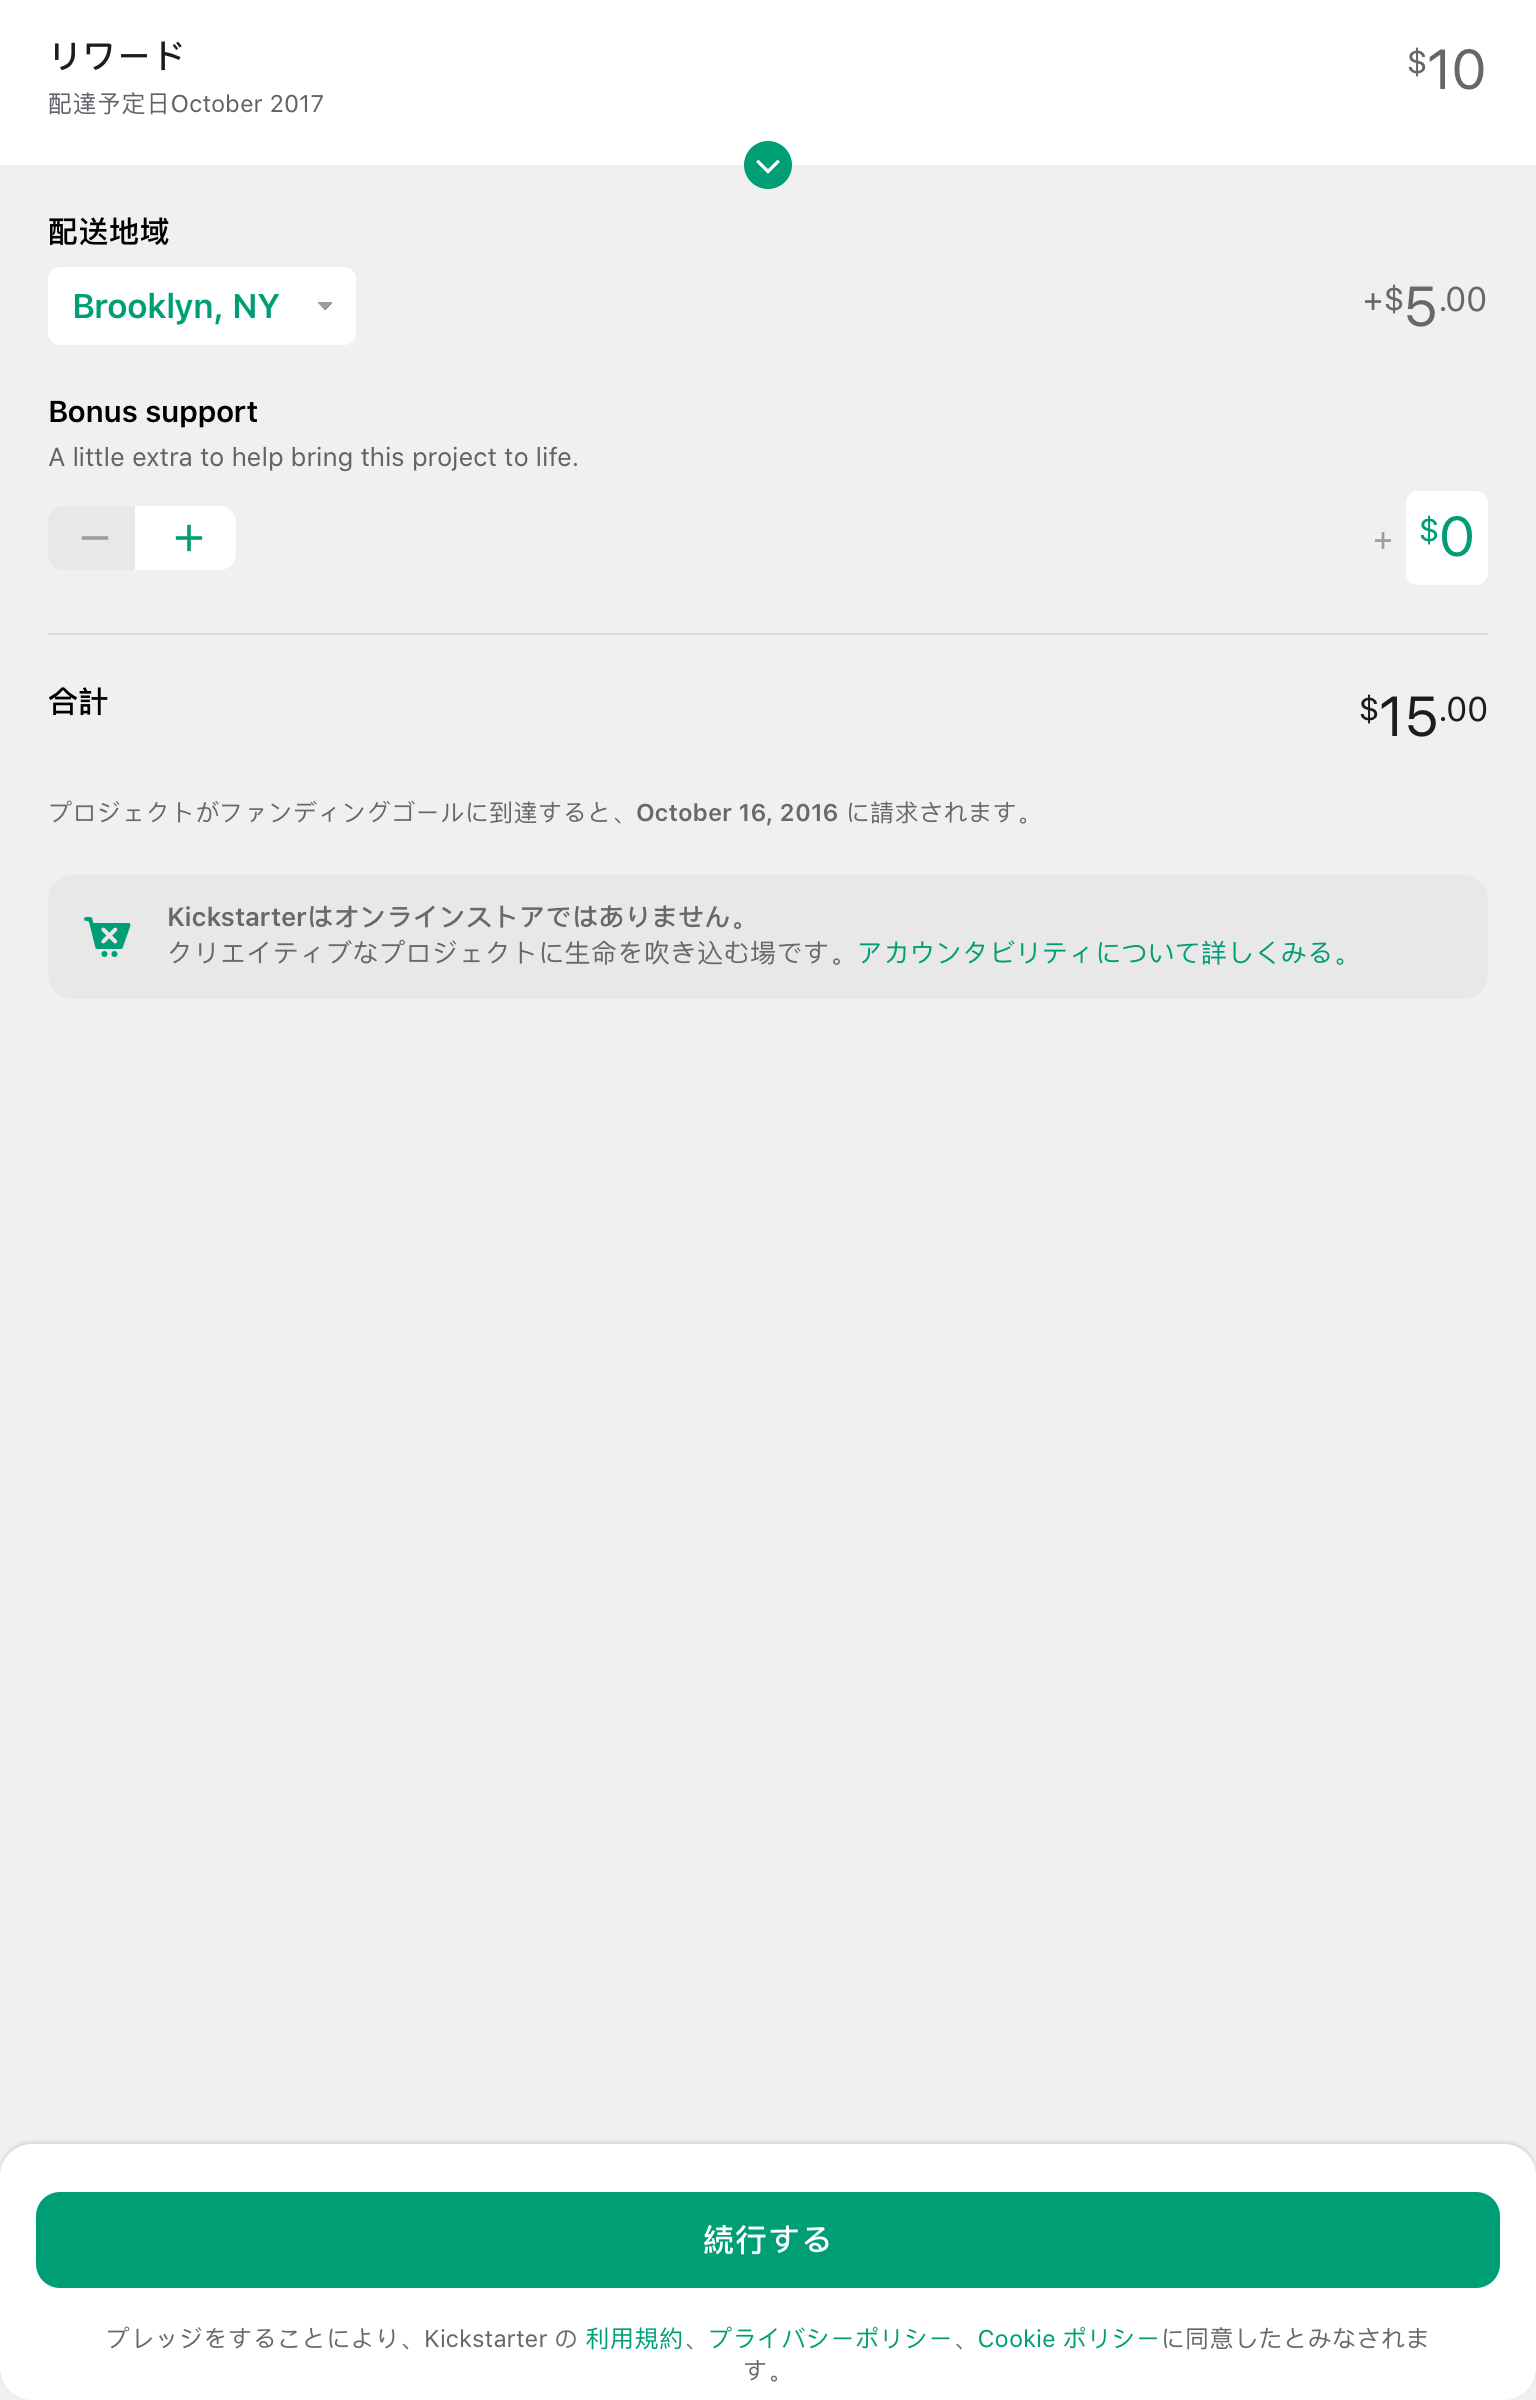 リワード
$10
配達予定日October 2017
配送地域
Brooklyn, NY
+$5.00
Bonus support
A little extra to help bring this project to life.
+ $0
合計
$15.00
プロジェクトがファンディングゴールに到達すると、October 16, 2016 に請求されます。
Kickstarterはオンラインストアではありません。
クリエイティブなプロジェクトに生命を吹き込む場です。アカウンタビリティについて詳しくみる。
続行する
プレッジをすることにより、Kickstarter の 利用規約、プライバシーポリシー、Cookie ポリシーに同意したとみなされま
す。